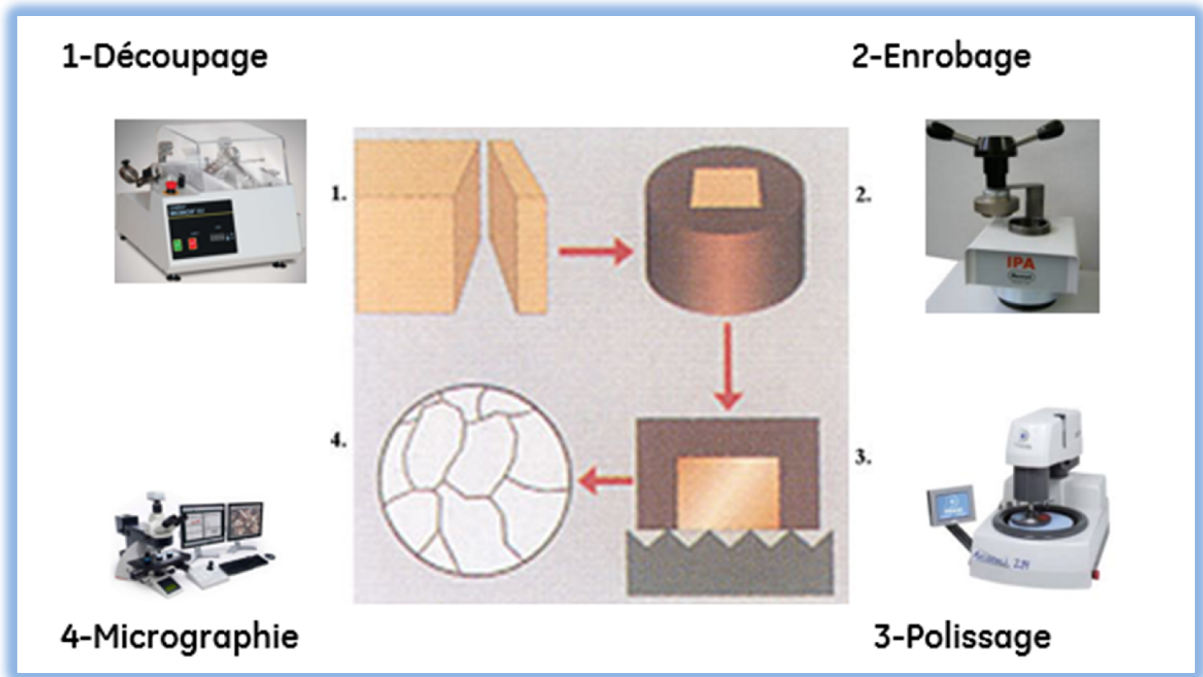 1-Découpage
2-Enrobage
1.
2.
IPA
4.
3.
4-Micrographie
3-Polissage